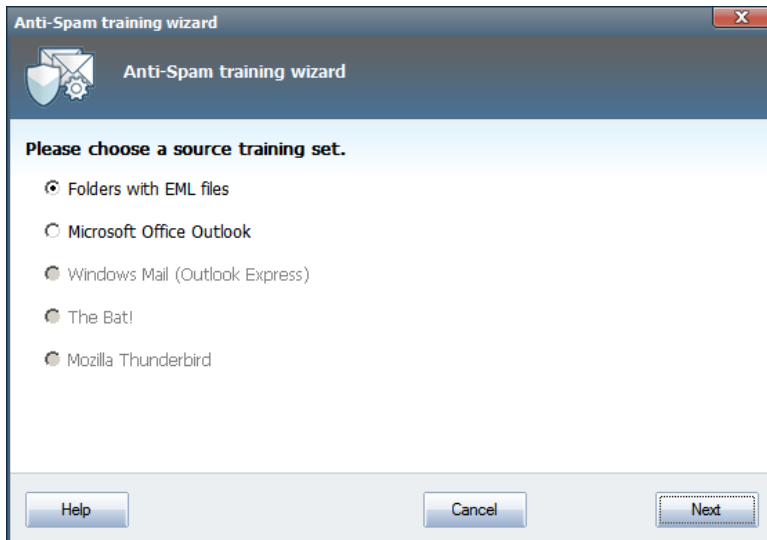 Anti-Spam training wizard
Anti-Spam training wizard
Please choose a source training set.
Folders with EML files
Microsoft Office Outlook
Windows Mail (Outlook Express)
The Bat!
Mozilla Thunderbird
Help Cancel Next